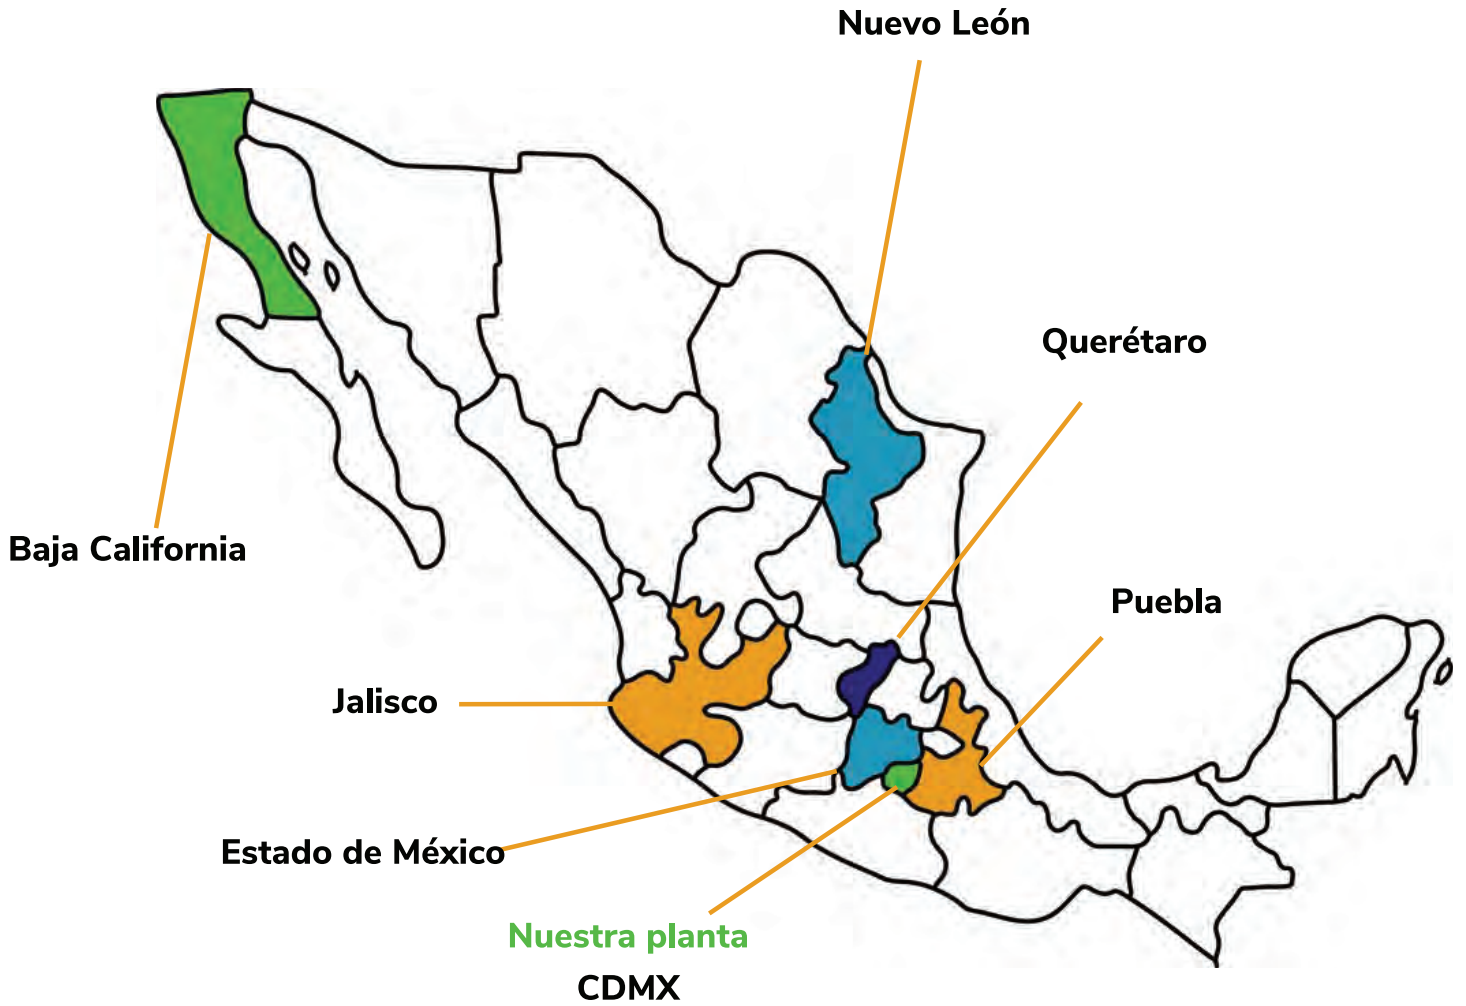 Nuevo León
Querétaro
Baja California
Puebla
Jalisco
Estado de México
Nuestra planta
CDMX